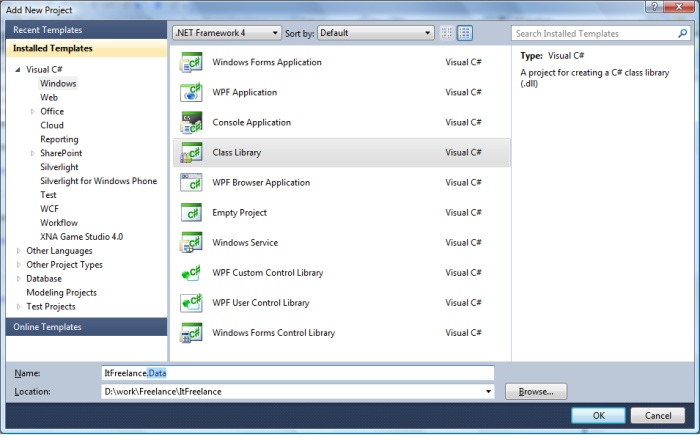 Add New Project
Recent Templates
Installed Templates
Visual C#
Windows
Web
Office
Cloud
Reporting
SharePoint
Silverlight
Silverlight for Windows Phone
Test
WCF
Workflow
XNA Game Studio 4.0
Other Languages
Other Project Types
Database
Modeling Projects
Test Projects
Online Templates
.NET Framework 4 Sort by: Default
Windows Forms Application Visual C#
WPF Application Visual C#
Console Application Visual C#
Class Library Visual C#
WPF Browser Application Visual C#
Empty Project Visual C#
Windows Service Visual C#
WPF Custom Control Library Visual C#
WPF User Control Library Visual C#
Windows Forms Control Library Visual C#
Search Installed Templates
Type: Visual C#
A project for creating a C# class library
(.dll)
Name: ItFreelance.Data
Location: D:\work\Freelance\ItFreelance Browse...
OK Cancel